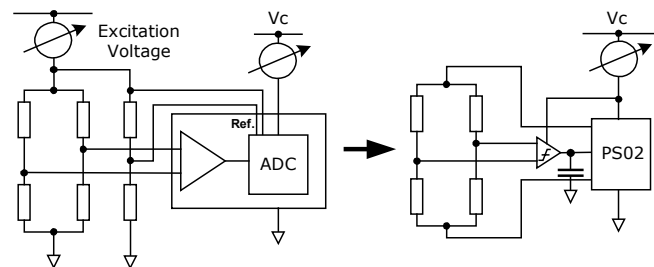 Excitation
Voltage
Vc
Ref.
ADC
Vc
PS02